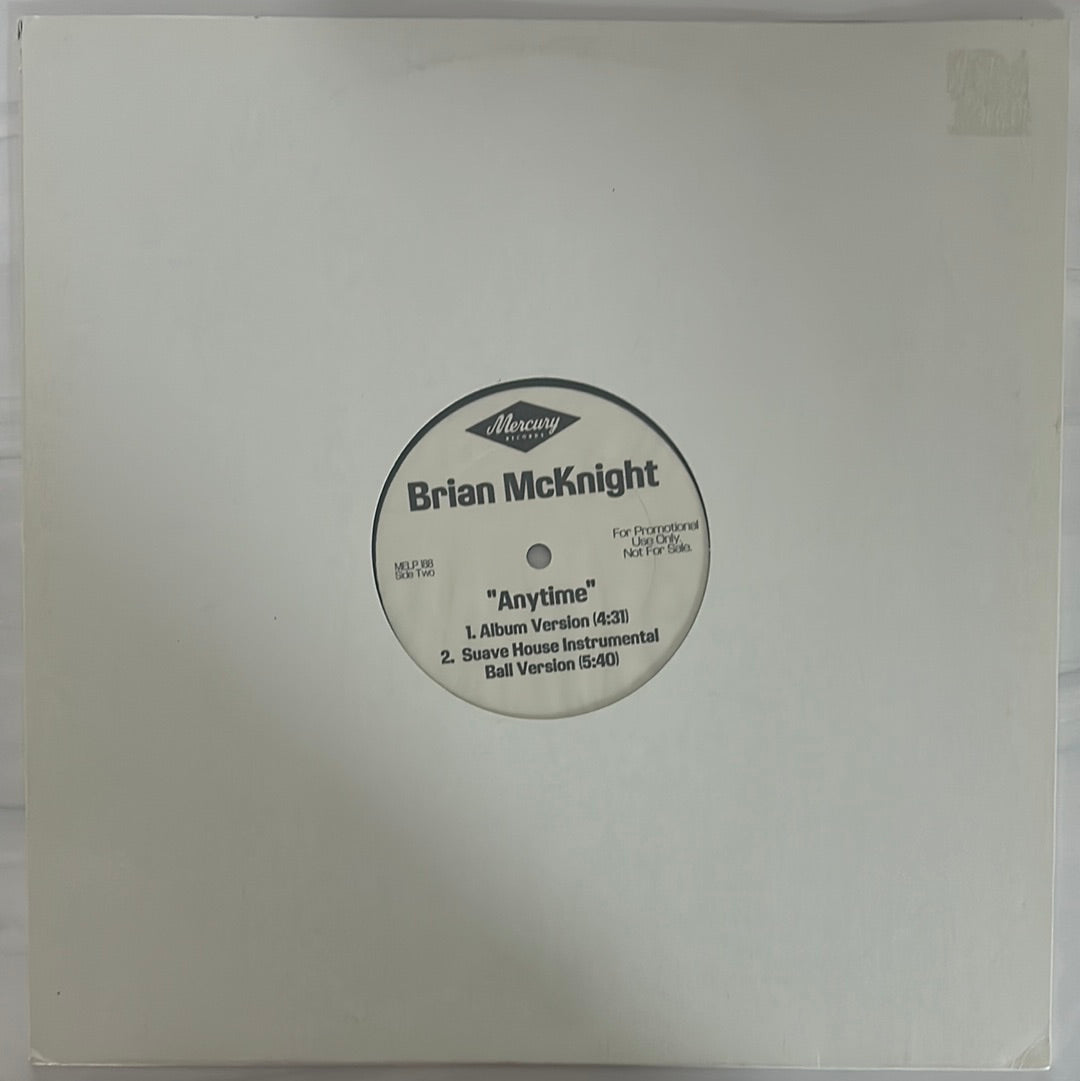 Mercury
RECORDS
Brian McKnight
For Promotional
Use Only.
Not For Sale.
MELP 188
Side Two
"Anytime"
1. Album Version (4:31)
2. Suave House Instrumental
Ball Version (5:40)